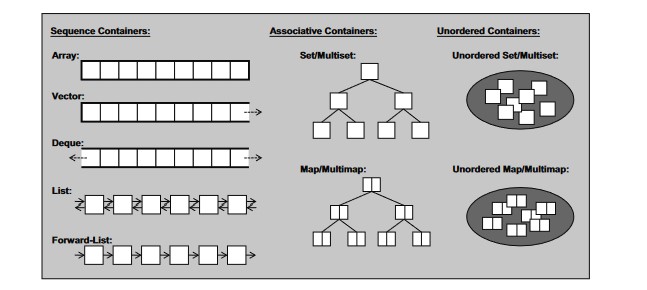 Sequence Containers:
Array:
Vector:
Deque:
List:
Forward-List:
Associative Containers:
Set/Multiset:
Map/Multimap:
Unordered Containers:
Unordered Set/Multiset:
Unordered Map/Multimap: